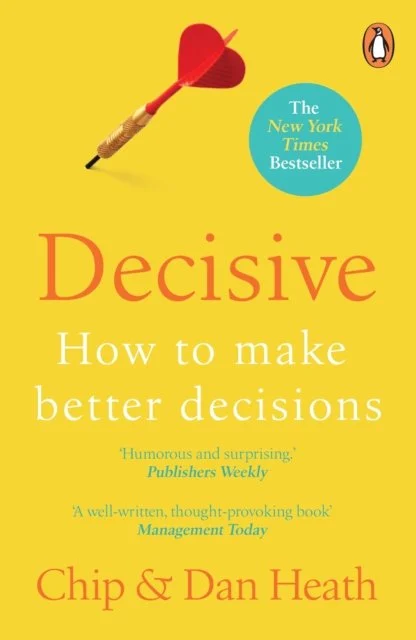 The
New York
Times
Bestseller
Decisive
How to make
better decisions
‘Humorous and surprising.’
Publishers Weekly
‘A well-written, thought-provoking book’
Management Today
Chip & Dan Heath